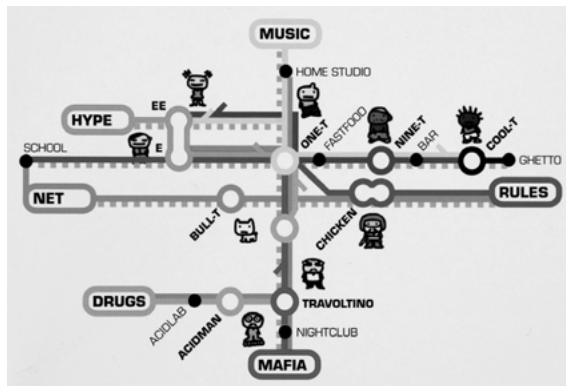 MUSIC
HOME STUDIO
EE
HYPE
ONE-T
FASTFOOD
NINE-T
BAR
COOL-T
SCHOOL
E
GHETTO
NET
BULL-T
CHICKEN
RULES
DRUGS
ACIDLAB
ACIDMAN
TRAVOLTINO
NIGHTCLUB
MAFIA